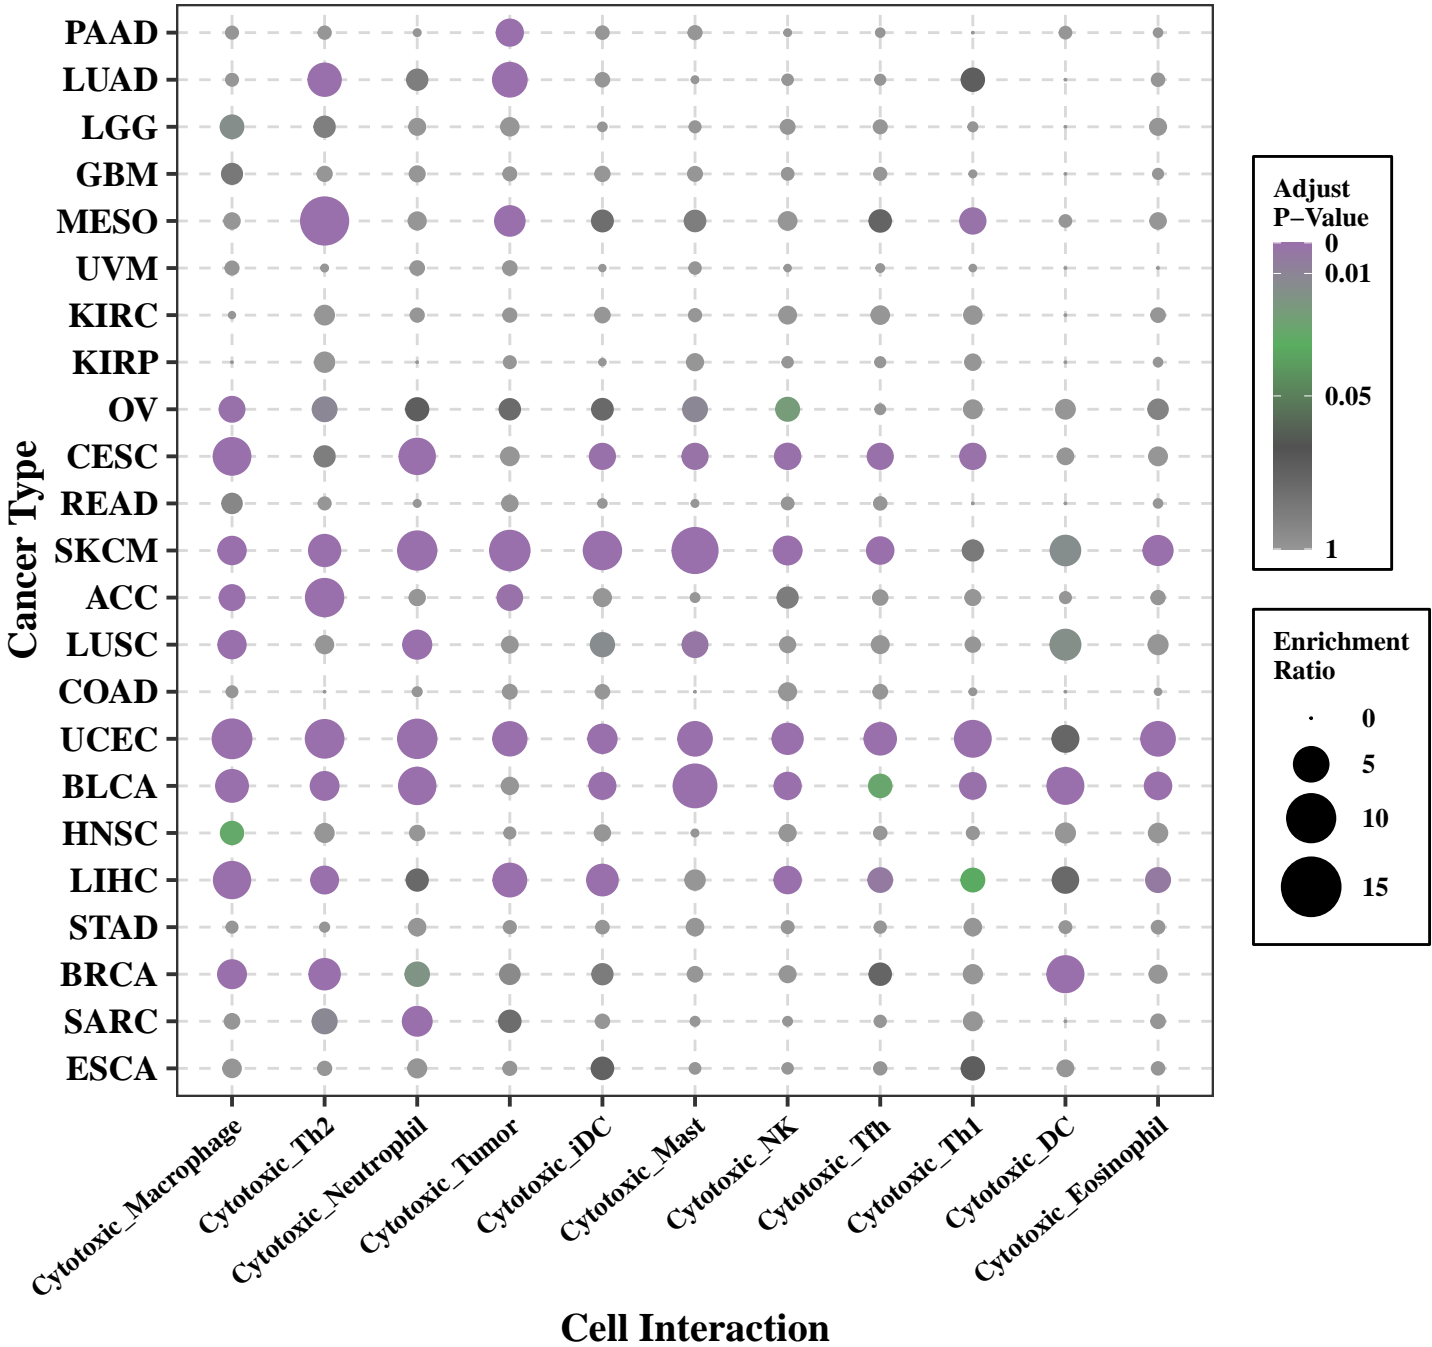 PAAD
LUAD
LGG
GBM
MESO
UVM
KIRC
KIRP
OV
CESC
READ
SKCM
ACC
LUSC
COAD
UCEC
BLCA
HNSC
LIHC
STAD
BRCA
SARC
ESCA
Cancer Type
Cytotoxic_Macrophage
Cytotoxic_Th2
Cytotoxic_Neutrophil
Cytotoxic_Tumor
Cytotoxic_iDC
Cytotoxic_Mast
Cytotoxic_NK
Cytotoxic_Tfh
Cytotoxic_Th1
Cytotoxic_DC
Cytotoxic_Eosinophil
Cell Interaction
Adjust
P−Value
0
0.01
0.05
1
Enrichment
Ratio
0
5
10
15